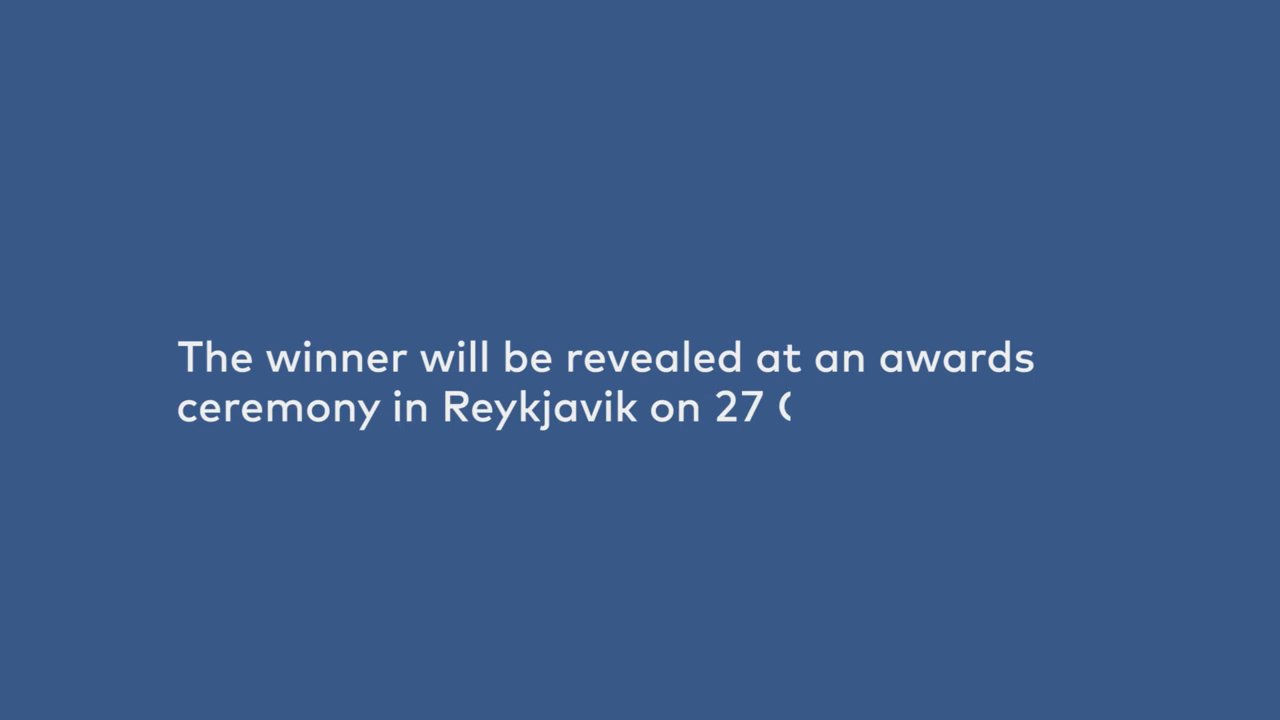 The winner will be revealed at an awards
ceremony in Reykjavik on 27